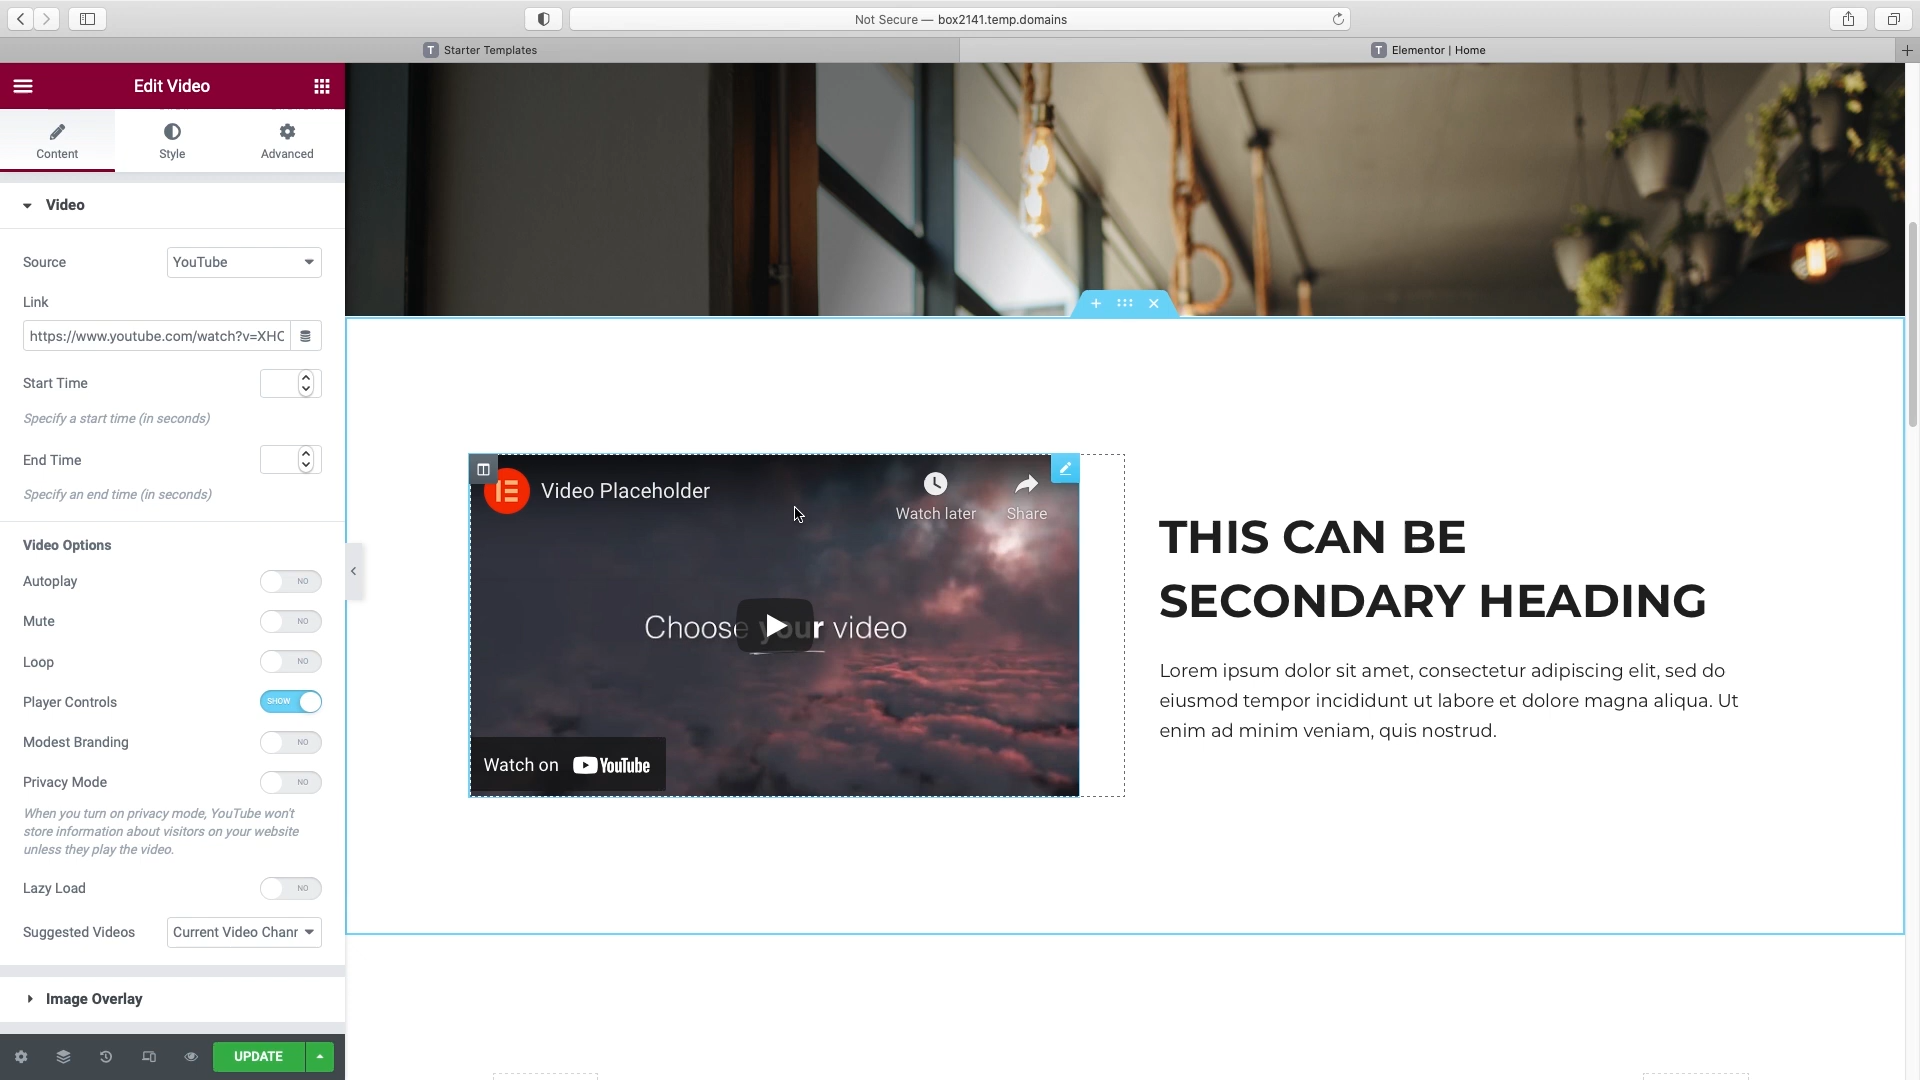 Not Secure — box2141.temp.domains
T Starter Templates
T Elementor | Home
Edit Video
Content
Style
Advanced
Video
Source
YouTube
Link
https://www.youtube.com/watch?v=XHC
Start Time
Specify a start time (in seconds)
End Time
Specify an end time (in seconds)
Video Options
Autoplay
NO
Mute
NO
Loop
NO
Player Controls
SHOW
Modest Branding
NO
Privacy Mode
NO
When you turn on privacy mode, YouTube won't
store information about visitors on your website
unless they play the video.
Lazy Load
NO
Suggested Videos
Current Video Chanr
Image Overlay
UPDATE
Video Placeholder
Watch later
Share
Choose your video
Watch on YouTube
THIS CAN BE
SECONDARY HEADING
Lorem ipsum dolor sit amet, consectetur adipiscing elit, sed do
eiusmod tempor incididunt ut labore et dolore magna aliqua. Ut
enim ad minim veniam, quis nostrud.